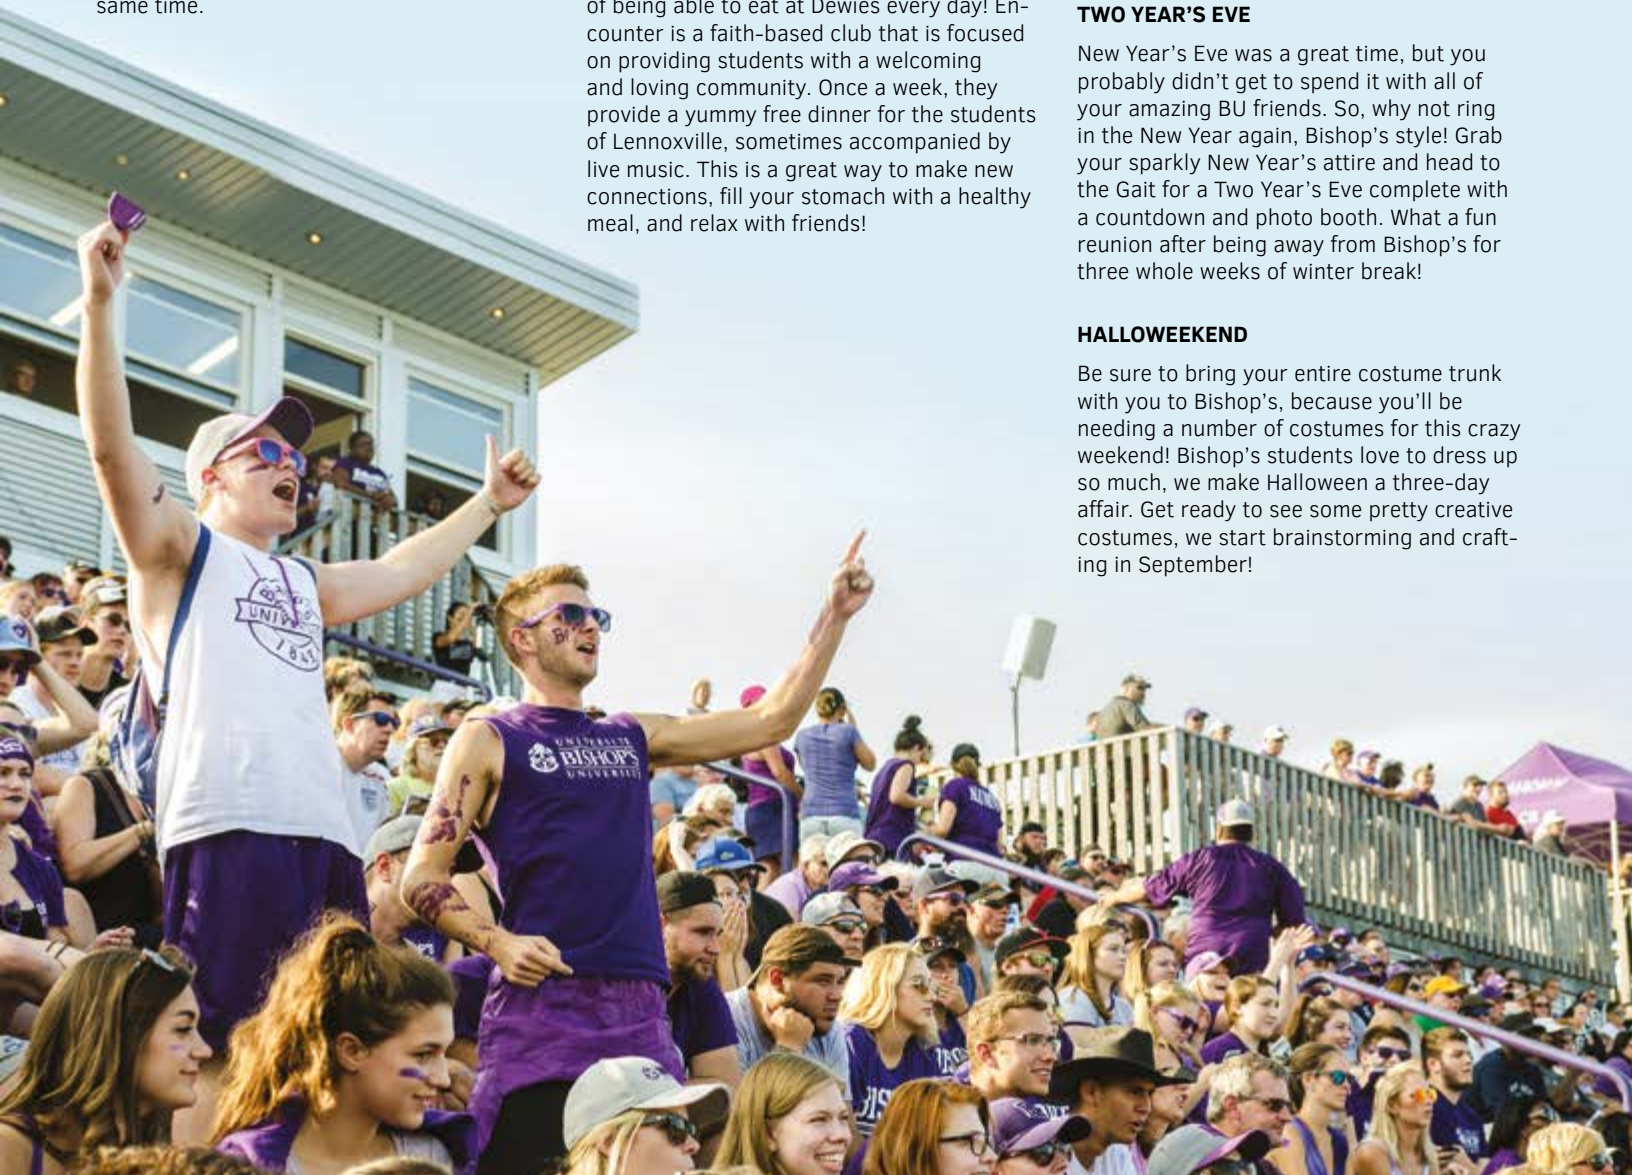 same time.
of being able to eat at Dewies every day! En-
counter is a faith-based club that is focused
on providing students with a welcoming
and loving community. Once a week, they
provide a yummy free dinner for the students
of Lennoxville, sometimes accompanied by
live music. This is a great way to make new
connections, fill your stomach with a healthy
meal, and relax with friends!
TWO YEAR’S EVE
New Year’s Eve was a great time, but you
probably didn’t get to spend it with all of
your amazing BU friends. So, why not ring
in the New Year again, Bishop’s style! Grab
your sparkly New Year’s attire and head to
the Gait for a Two Year’s Eve complete with
a countdown and photo booth. What a fun
reunion after being away from Bishop’s for
three whole weeks of winter break!
HALLOWEEKEND
Be sure to bring your entire costume trunk
with you to Bishop’s, because you’ll be
needing a number of costumes for this crazy
weekend! Bishop’s students love to dress up
so much, we make Halloween a three-day
affair. Get ready to see some pretty creative
costumes, we start brainstorming and craft-
ing in September!
UNIV
184
UNIVERSITÉ
BISHOP'S
UNIVERSITY
BIS